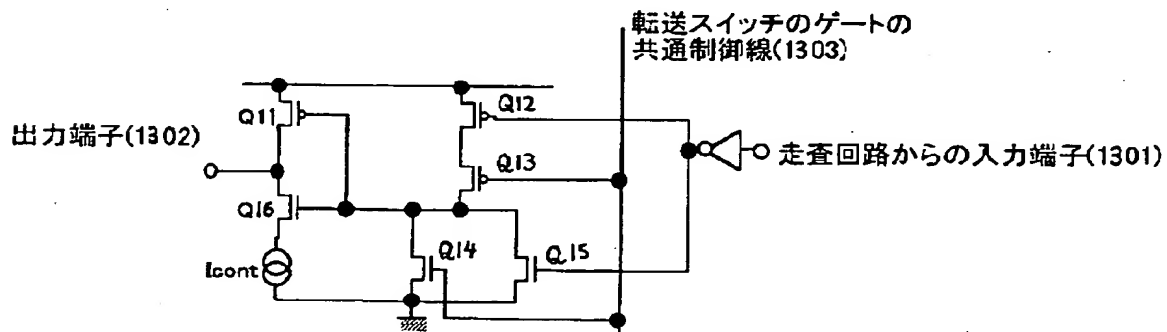 転送スイッチのゲートの
共通制御線(1303)
Q11
Q12
出力端子(1302)
走査回路からの入力端子(1301)
Q13
Q16
Q14
Q15
Icont